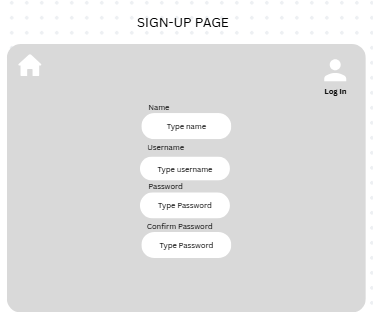 SIGN-UP PAGE
Log In
Name
Type name
Username
Type username
Password
Type Password
Confirm Password
Type Password